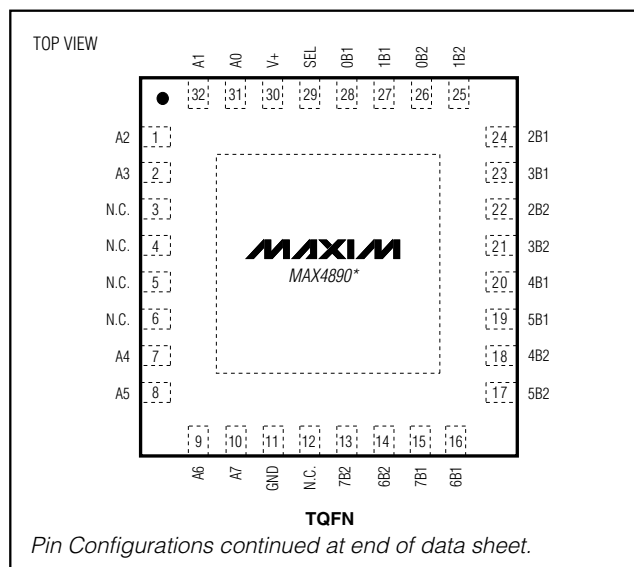 TOP VIEW
A1 A0 V+ SEL 0B1 1B1 0B2 1B2
32 31 30 29 28 27 26 25
A2 1 24 2B1
A3 2 23 3B1
N.C. 3 22 2B2
N.C. 4 21 3B2
N.C. 5 20 4B1
N.C. 6 19 5B1
A4 7 18 4B2
A5 8 17 5B2
MAXIM
MAX4890*
9 10 11 12 13 14 15 16
A6 A7 GND N.C. 7B2 6B2 7B1 6B1
TQFN
Pin Configurations continued at end of data sheet.